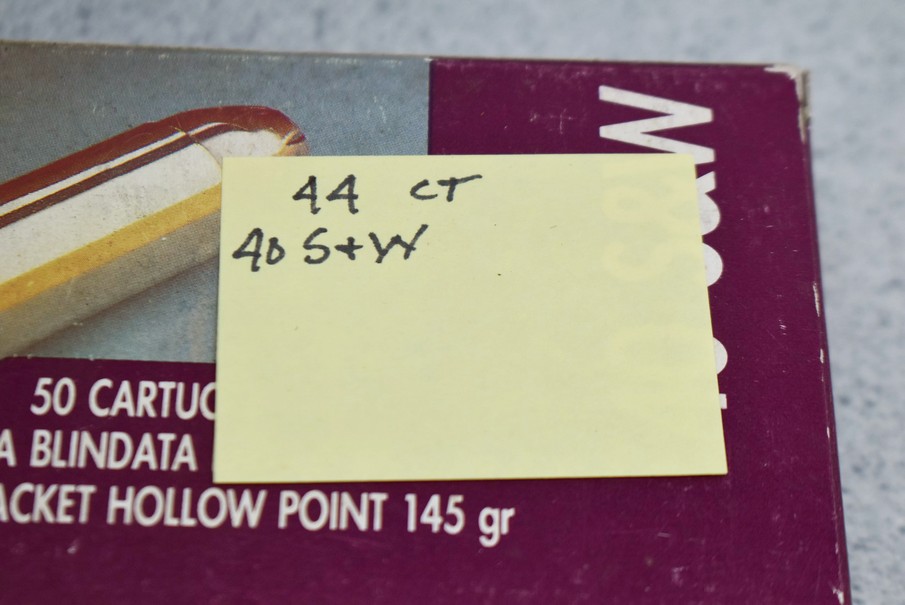 44 CT
40 S+W
50 CARTUC
A BLINDATA
ACKET HOLLOW POINT 145 gr